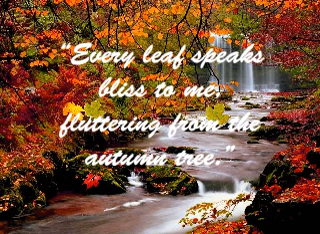 “Every leaf speaks
bliss to me,
fluttering from the
autumn tree.”